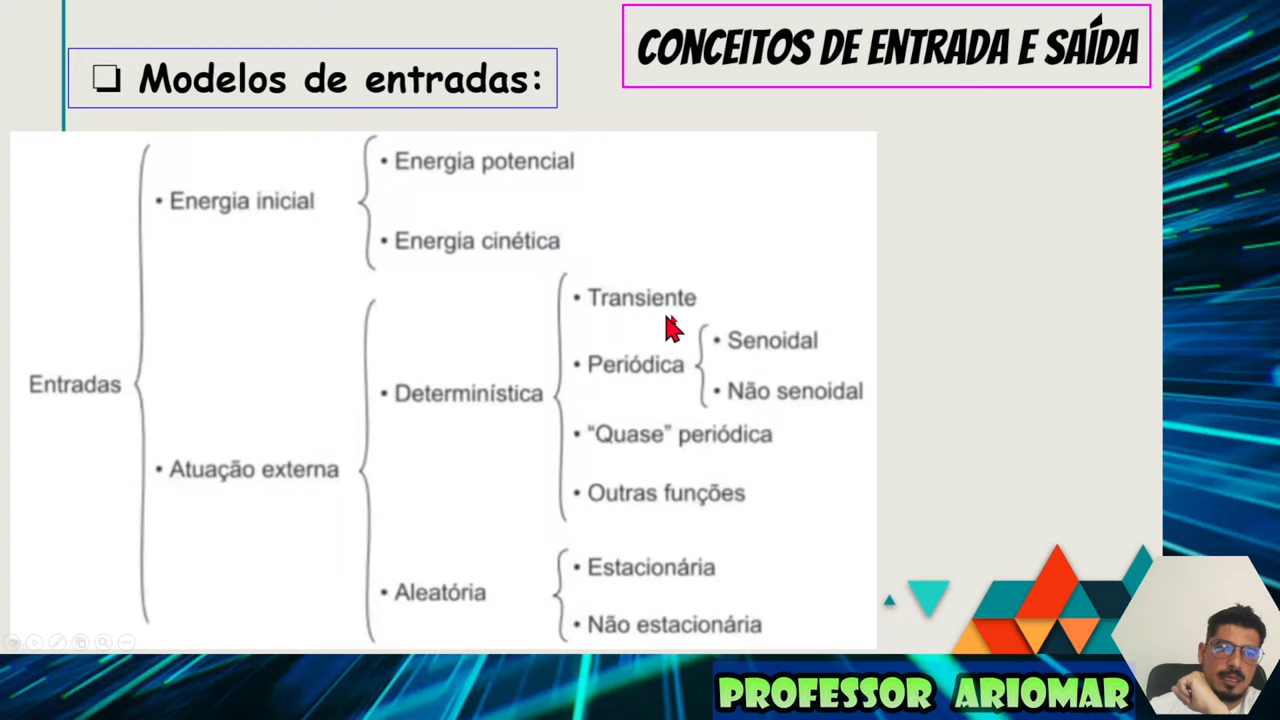 CONCEITOS DE ENTRADA E SAÍDA
Modelos de entradas:
• Energia potencial
• Energia inicial
• Energia cinética
• Transiente
• Senoidal
• Periódica
Entradas
• Determinística
• Não senoidal
• “Quase” periódica
• Atuação externa
• Outras funções
• Estacionária
• Aleatória
• Não estacionária
PROFESSOR ARIOMAR